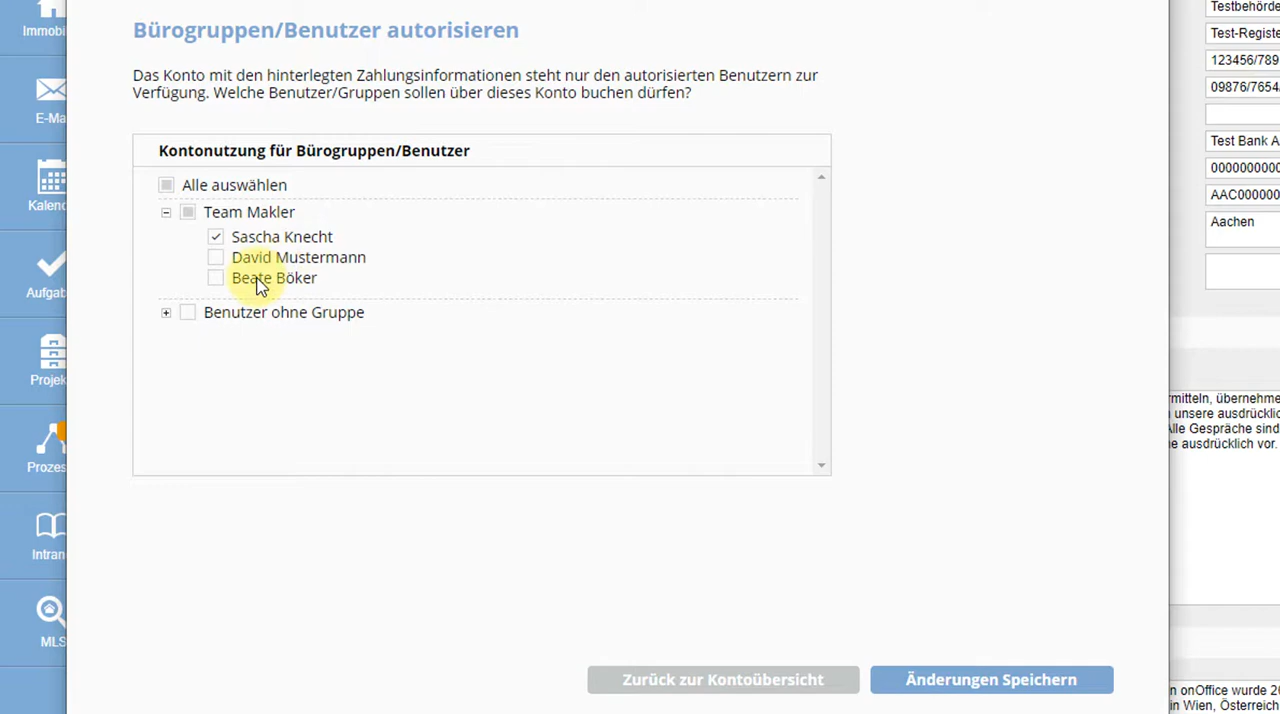 Bürogruppen/Benutzer autorisieren
Das Konto mit den hinterlegten Zahlungsinformationen steht nur den autorisierten Benutzern zur
Verfügung. Welche Benutzer/Gruppen sollen über dieses Konto buchen dürfen?
Kontonutzung für Bürogruppen/Benutzer
Alle auswählen
Team Makler
Sascha Knecht
David Mustermann
Beate Böker
Benutzer ohne Gruppe
Zurück zur Kontoübersicht
Änderungen Speichern
Immobi
E-Ma
Kalend
Aufgab
Projek
Prozes
Intran
MLS
Testbehörde
Test-Registe
123456/789
09876/7654/
Test Bank A
0000000000
AAC000000
Aachen
rmitteln, übernehme
unsere ausdrücklic
Alle Gespräche sind
e ausdrücklich vor.
n onOffice wurde 20
in Wien, Österreich